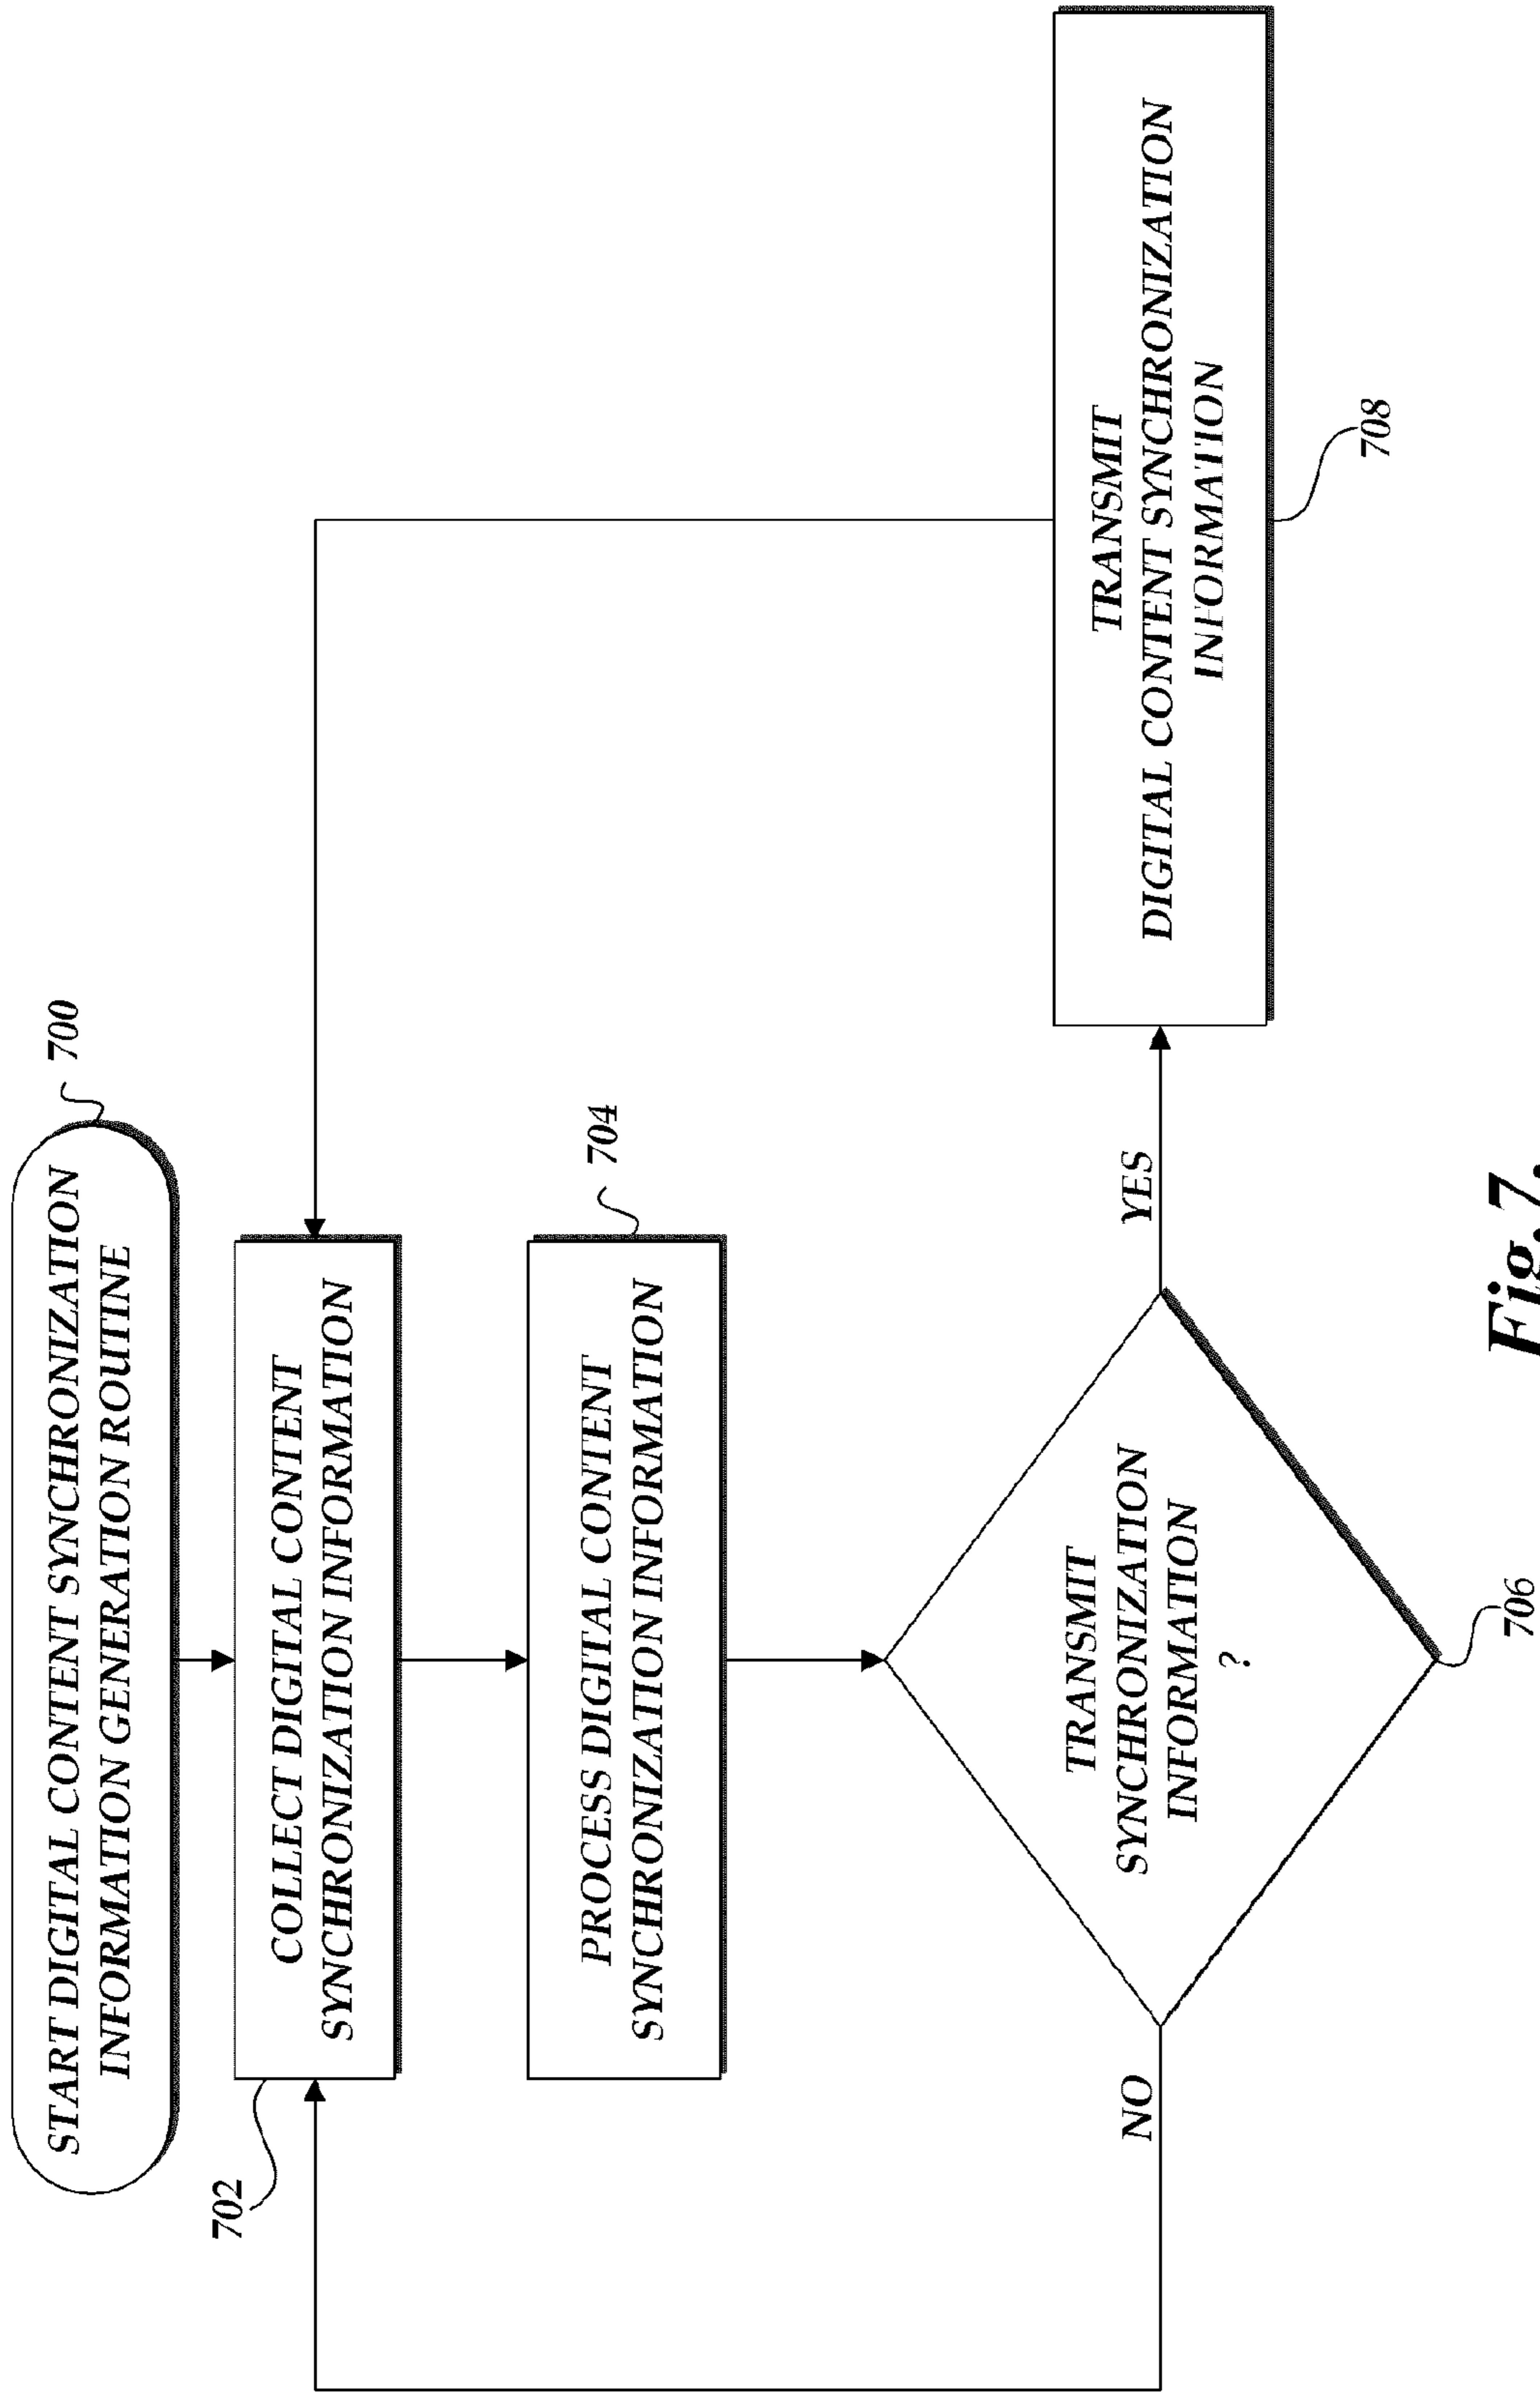 START DIGITAL CONTENT SYNCHRONIZATION
INFORMATION GENERATION ROUTINE
700
702
COLLECT DIGITAL CONTENT
SYNCHRONIZATION INFORMATION
704
PROCESS DIGITAL CONTENT
SYNCHRONIZATION INFORMATION
NO
TRANSMIT
SYNCHRONIZATION
INFORMATION
?
YES
706
TRANSMIT
DIGITAL CONTENT SYNCHRONIZATION
INFORMATION
708
Fig.7.